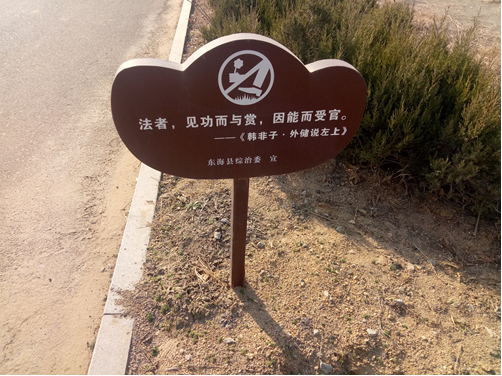 法者，见功而与赏，因能而受官。
——《韩非子·外储说左上》
东海县综治委 宣